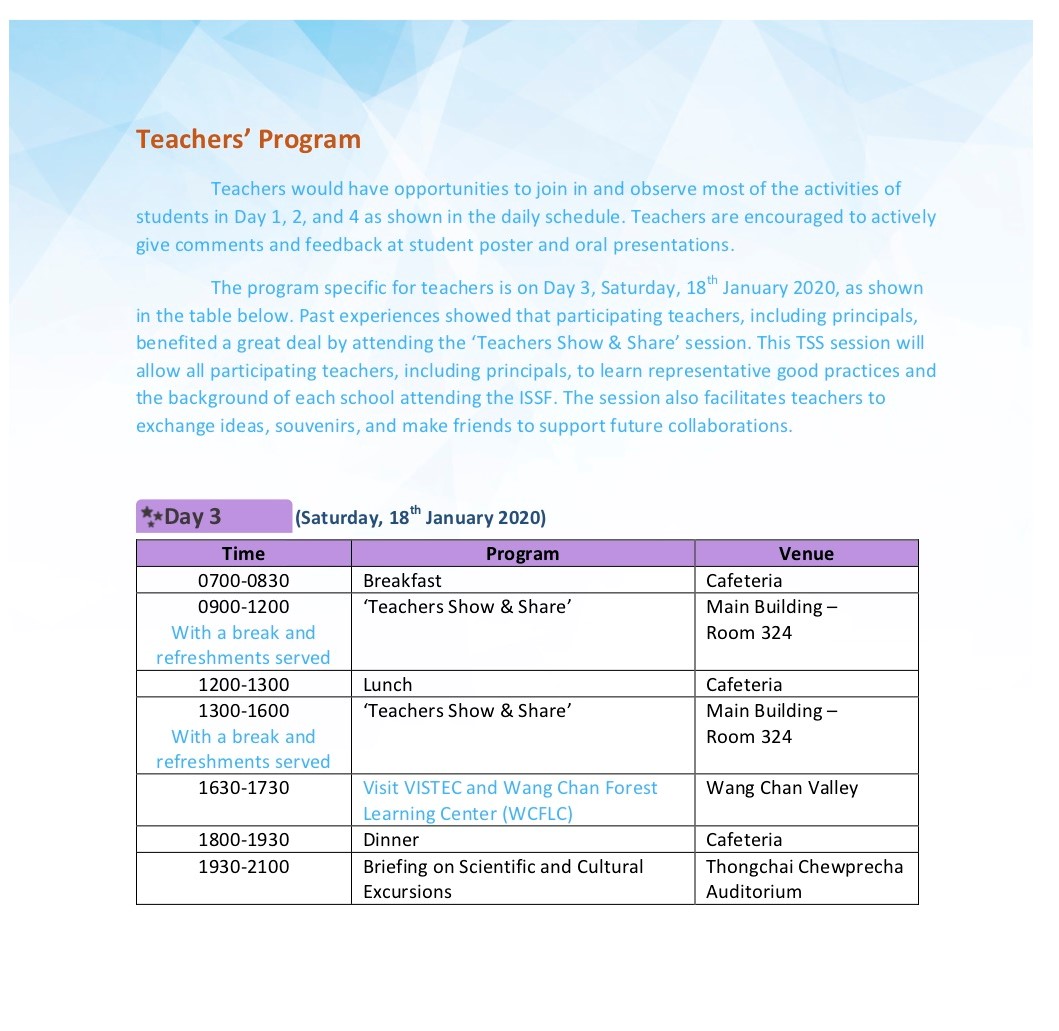 Teachers’ Program
Teachers would have opportunities to join in and observe most of the activities of
students in Day 1, 2, and 4 as shown in the daily schedule. Teachers are encouraged to actively
give comments and feedback at student poster and oral presentations.
The program specific for teachers is on Day 3, Saturday, 18th January 2020, as shown
in the table below. Past experiences showed that participating teachers, including principals,
benefited a great deal by attending the ‘Teachers Show & Share’ session. This TSS session will
allow all participating teachers, including principals, to learn representative good practices and
the background of each school attending the ISSF. The session also facilitates teachers to
exchange ideas, souvenirs, and make friends to support future collaborations.
Day 3 (Saturday, 18th January 2020)
Time Program Venue
0700-0830 Breakfast Cafeteria
0900-1200 ‘Teachers Show & Share’ Main Building –
With a break and Room 324
refreshments served
1200-1300 Lunch Cafeteria
1300-1600 ‘Teachers Show & Share’ Main Building –
With a break and Room 324
refreshments served
1630-1730 Visit VISTEC and Wang Chan Forest Wang Chan Valley
Learning Center (WCFLC)
1800-1930 Dinner Cafeteria
1930-2100 Briefing on Scientific and Cultural Thongchai Chewprecha
Excursions Auditorium